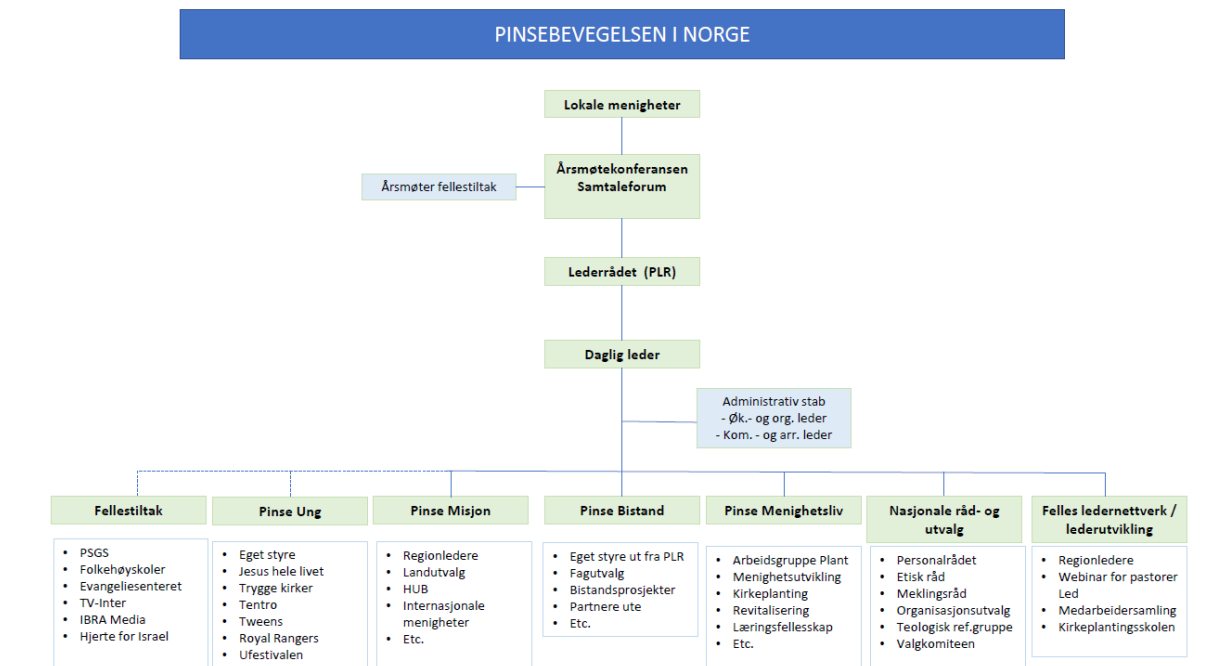 PINSEBEVEGELSEN I NORGE
Lokale menigheter
Årsmøtekonferansen
Samtaleforum
Årsmøter fellestiltak
Lederrådet (PLR)
Daglig leder
Administrativ stab
- Øk.- og org. leder
- Kom. - og arr. leder
Fellestiltak
• PSGS
• Folkehøyskoler
• Evangeliesenteret
• TV-Inter
• IBRA Media
• Hjerte for Israel
Pinse Ung
• Eget styre
• Jesus hele livet
• Trygge kirker
• Tentro
• Tweens
• Royal Rangers
• Ufestivalen
Pinse Misjon
• Regionledere
• Landutvalg
• HUB
• Internasjonale
menigheter
• Etc.
Pinse Bistand
• Eget styre ut fra PLR
• Fagutvalg
• Bistandsprosjekter
• Partnere ute
• Etc.
Pinse Menighetsliv
• Arbeidsgruppe Plant
• Menighetsutvikling
• Kirkeplanting
• Revitalisering
• Læringsfellesskap
• Etc.
Nasjonale råd- og
utvalg
• Personalrådet
• Etisk råd
• Meklingsråd
• Organisasjonsutvalg
• Teologisk ref.gruppe
• Valgkomiteen
Felles ledernettverk /
lederutvikling
• Regionledere
• Webinar for pastorer
Led
• Medarbeidersamling
• Kirkeplantingsskolen